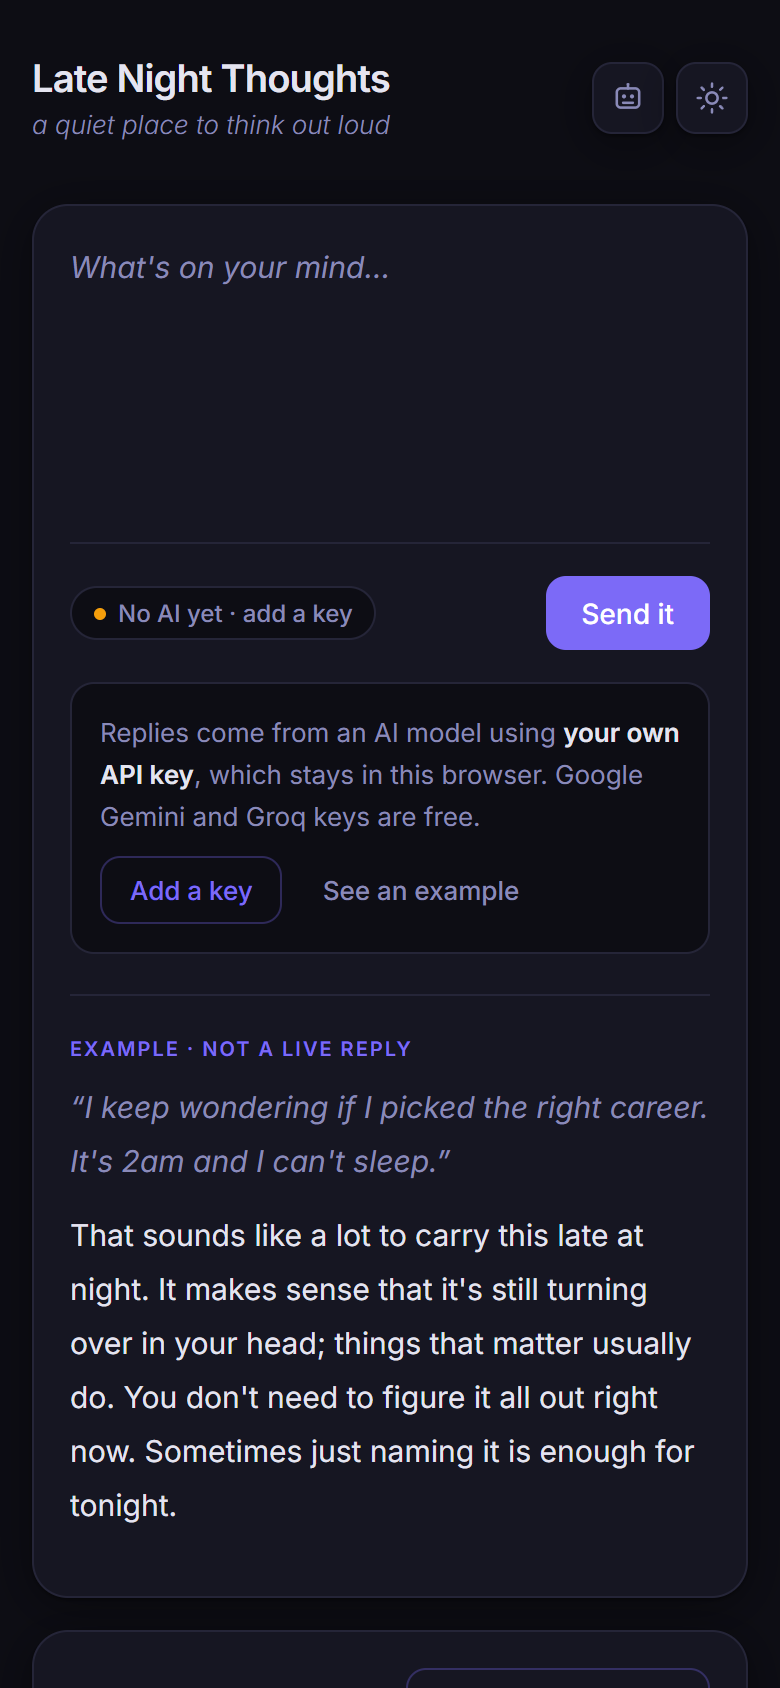 Late Night Thoughts
a quiet place to think out loud
What's on your mind...
No AI yet · add a key
Send it
Replies come from an AI model using your own
API key, which stays in this browser. Google
Gemini and Groq keys are free.
Add a key
See an example
EXAMPLE · NOT A LIVE REPLY
“I keep wondering if I picked the right career.
It's 2am and I can't sleep.”
That sounds like a lot to carry this late at
night. It makes sense that it's still turning
over in your head; things that matter usually
do. You don't need to figure it all out right
now. Sometimes just naming it is enough for
tonight.